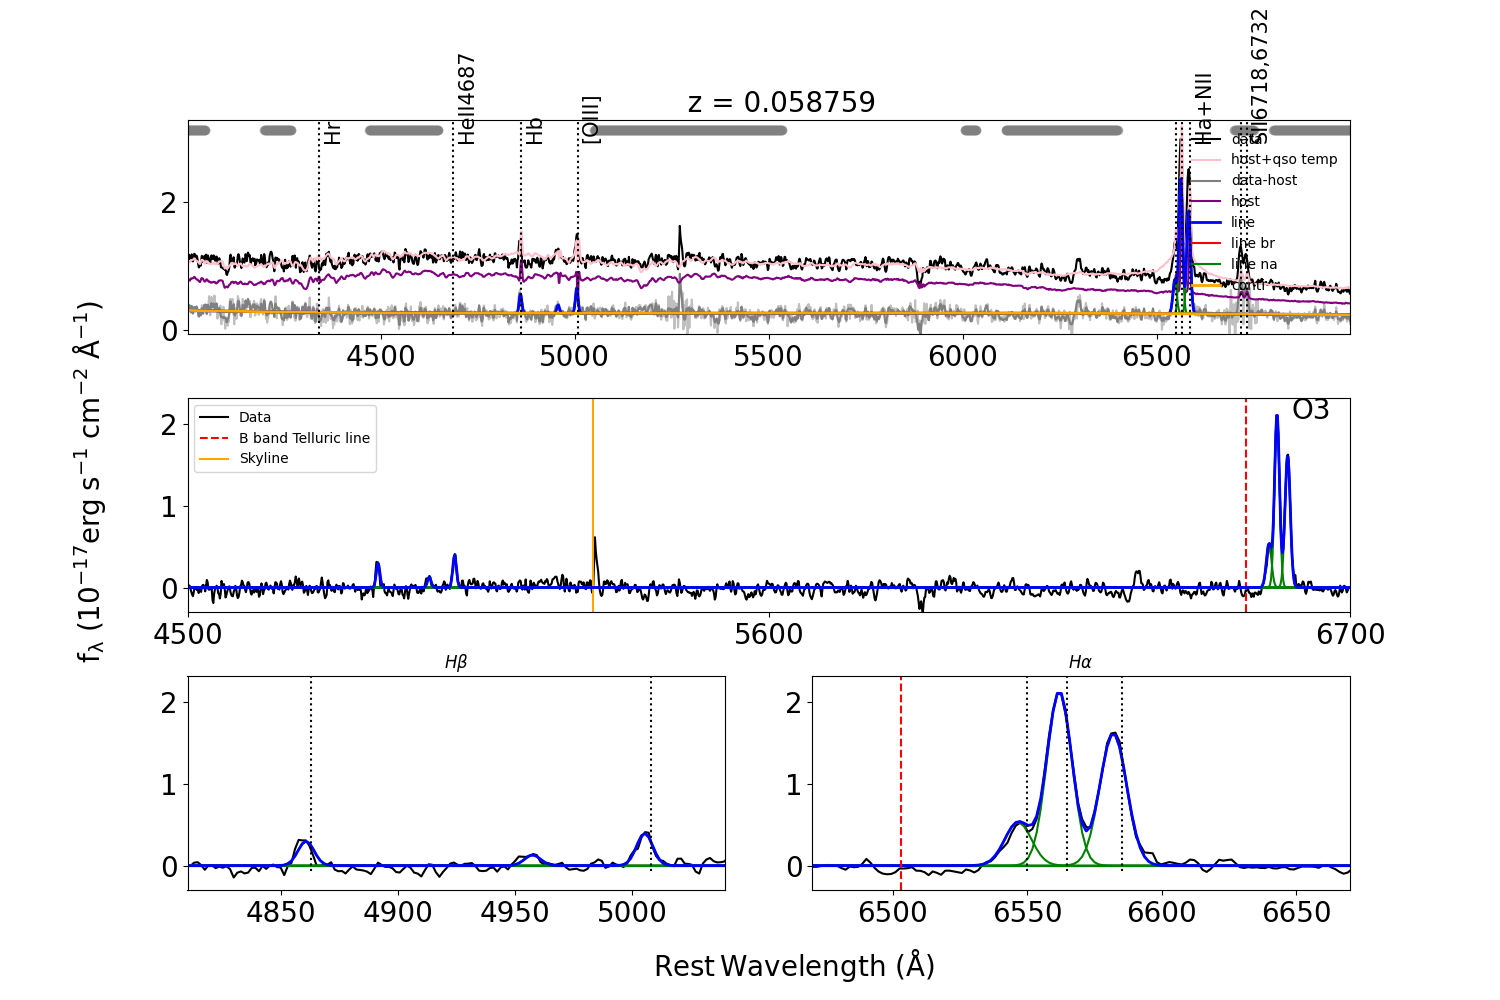 z = 0.058759
Hr
HeII4687
Hb
[OIII]
Ha+NII
SII6718,6732
data
host+qso temp
data-host
host
line
line br
line na
conti
2
0
4500
5000
5500
6000
6500
fλ (10⁻¹⁷erg s⁻¹ cm⁻² Å⁻¹)
Data
B band Telluric line
Skyline
O3
2
1
0
4500
5600
6700
Hβ
2
1
0
4850
4900
4950
5000
Hα
2
1
0
6500
6550
6600
6650
Rest Wavelength (Å)